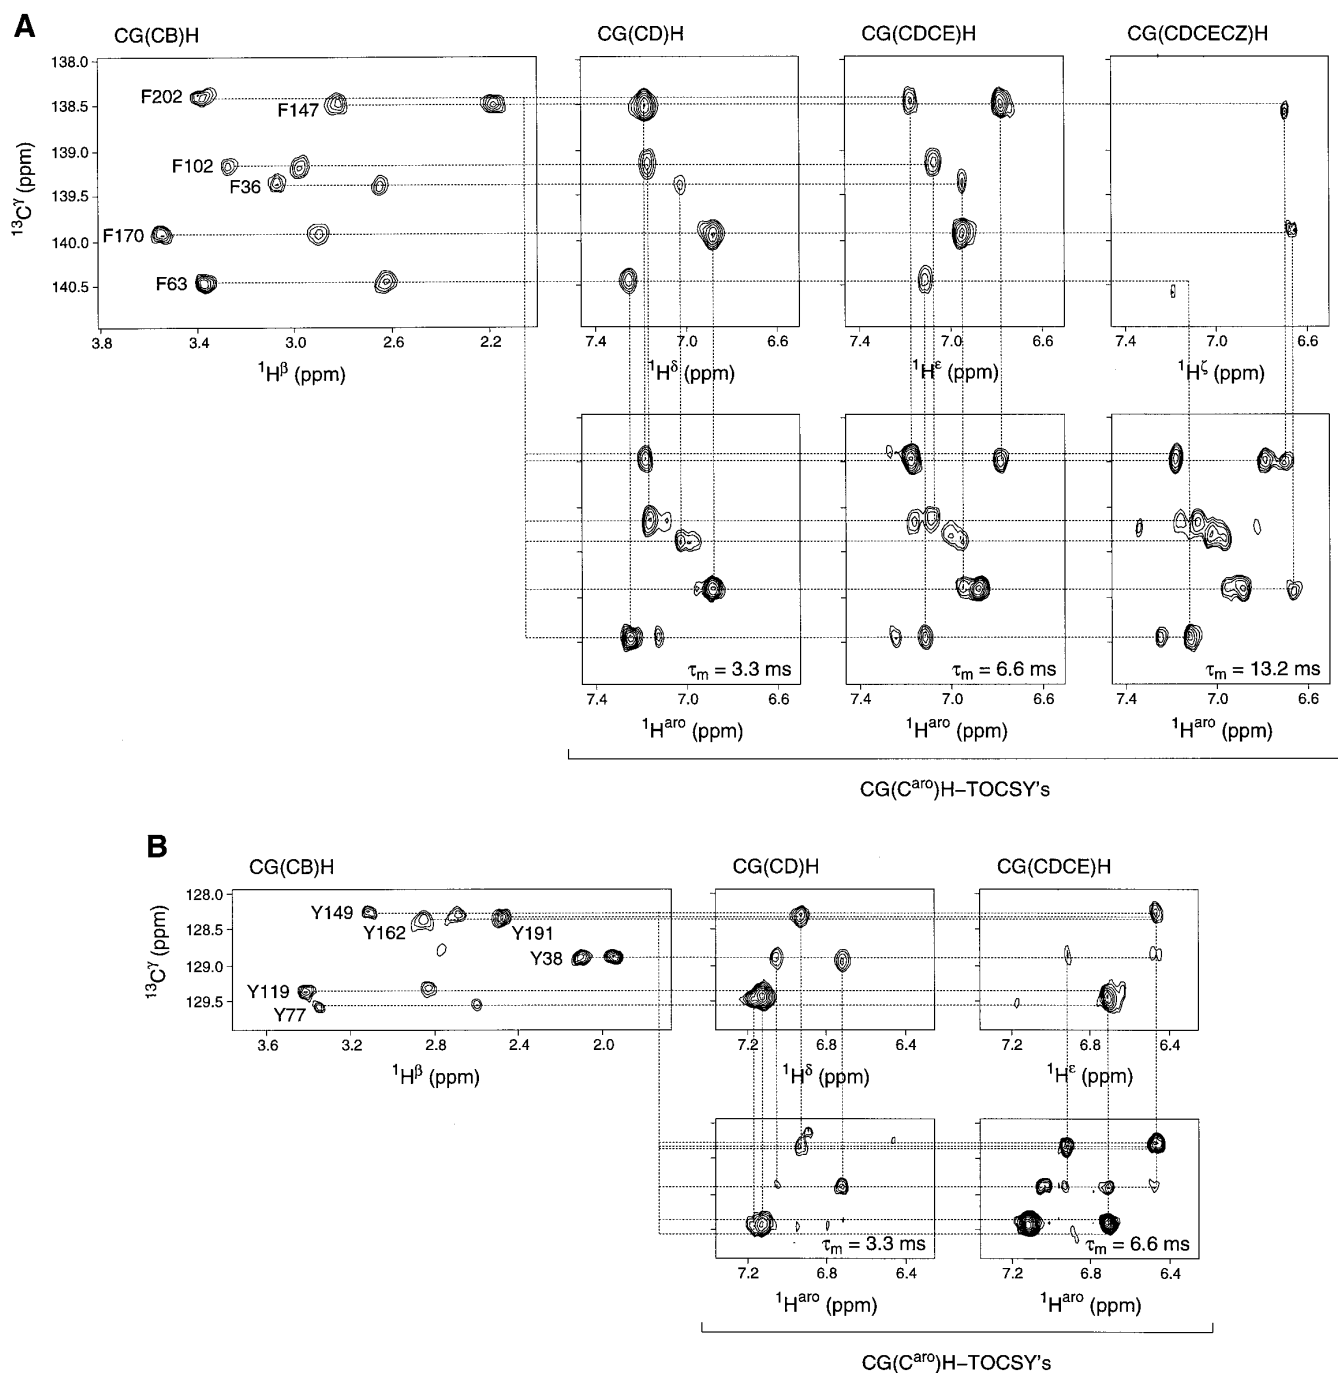 A
CG(CB)H
CG(CD)H
CG(CDCE)H
CG(CDCECZ)H
138.0
138.5
139.0
139.5
140.0
140.5
13Cγ (ppm)
F202
F147
F102
F36
F170
F63
3.8 3.4 3.0 2.6 2.2
7.4 7.0 6.6
7.4 7.0 6.6
7.4 7.0 6.6
1Hβ (ppm)
1Hδ (ppm)
1Hε (ppm)
1Hζ (ppm)
τm = 3.3 ms
τm = 6.6 ms
τm = 13.2 ms
7.4 7.0 6.6
7.4 7.0 6.6
7.4 7.0 6.6
1Haro (ppm)
1Haro (ppm)
1Haro (ppm)
CG(Caro)H–TOCSY's
B
CG(CB)H
CG(CD)H
CG(CDCE)H
128.0
128.5
129.0
129.5
13Cγ (ppm)
Y149
Y162
Y191
Y38
Y119
Y77
3.6 3.2 2.8 2.4 2.0
7.2 6.8 6.4
7.2 6.8 6.4
1Hβ (ppm)
1Hδ (ppm)
1Hε (ppm)
τm = 3.3 ms
τm = 6.6 ms
7.2 6.8 6.4
7.2 6.8 6.4
1Haro (ppm)
1Haro (ppm)
CG(Caro)H–TOCSY's